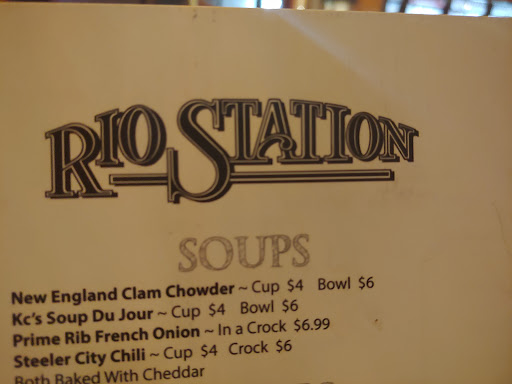 RIO STATION
SOUPS
New England Clam Chowder ~ Cup $4 Bowl $6
Kc's Soup Du Jour ~ Cup $4 Bowl $6
Prime Rib French Onion ~ In a Crock $6.99
Steeler City Chili ~ Cup $4 Crock $6
Both Baked With Cheddar